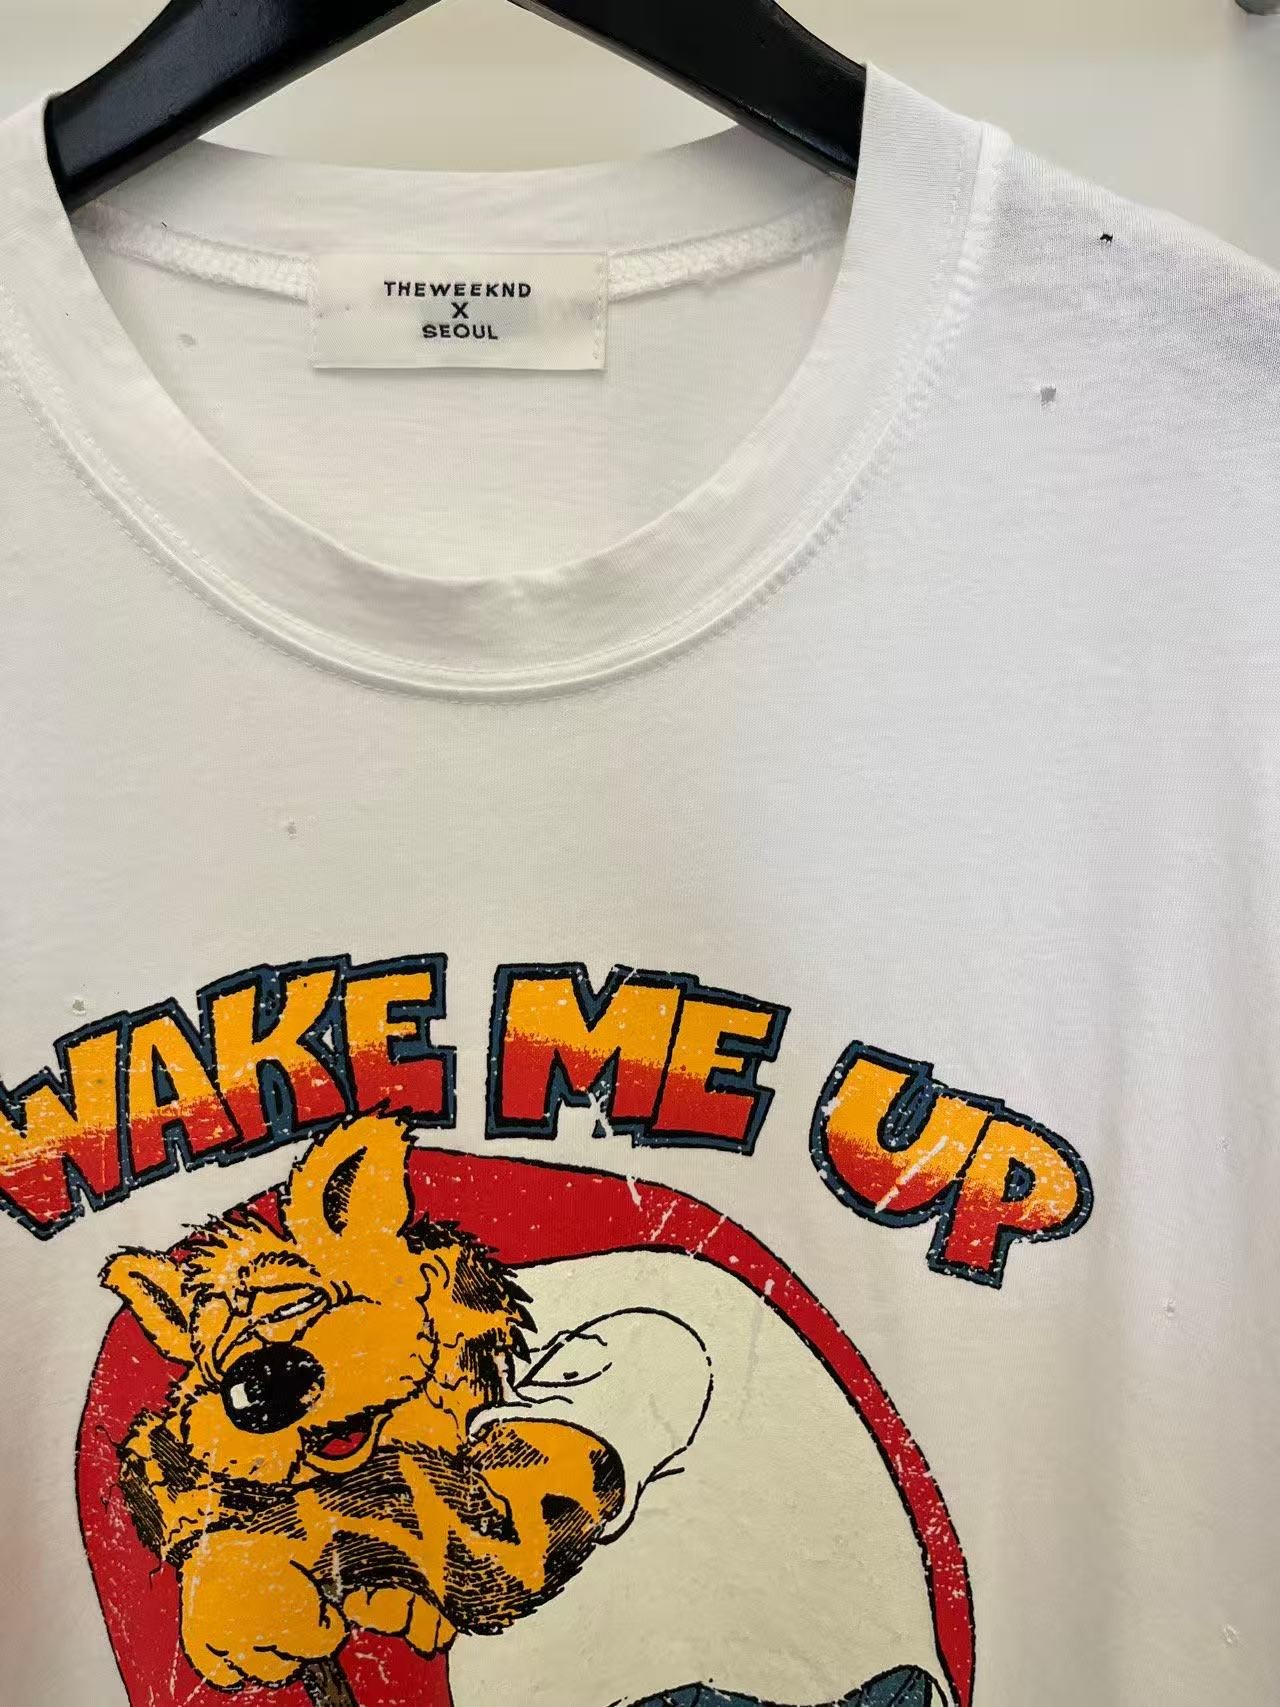 THEWEEKND
X
SEOUL
WAKE ME UP